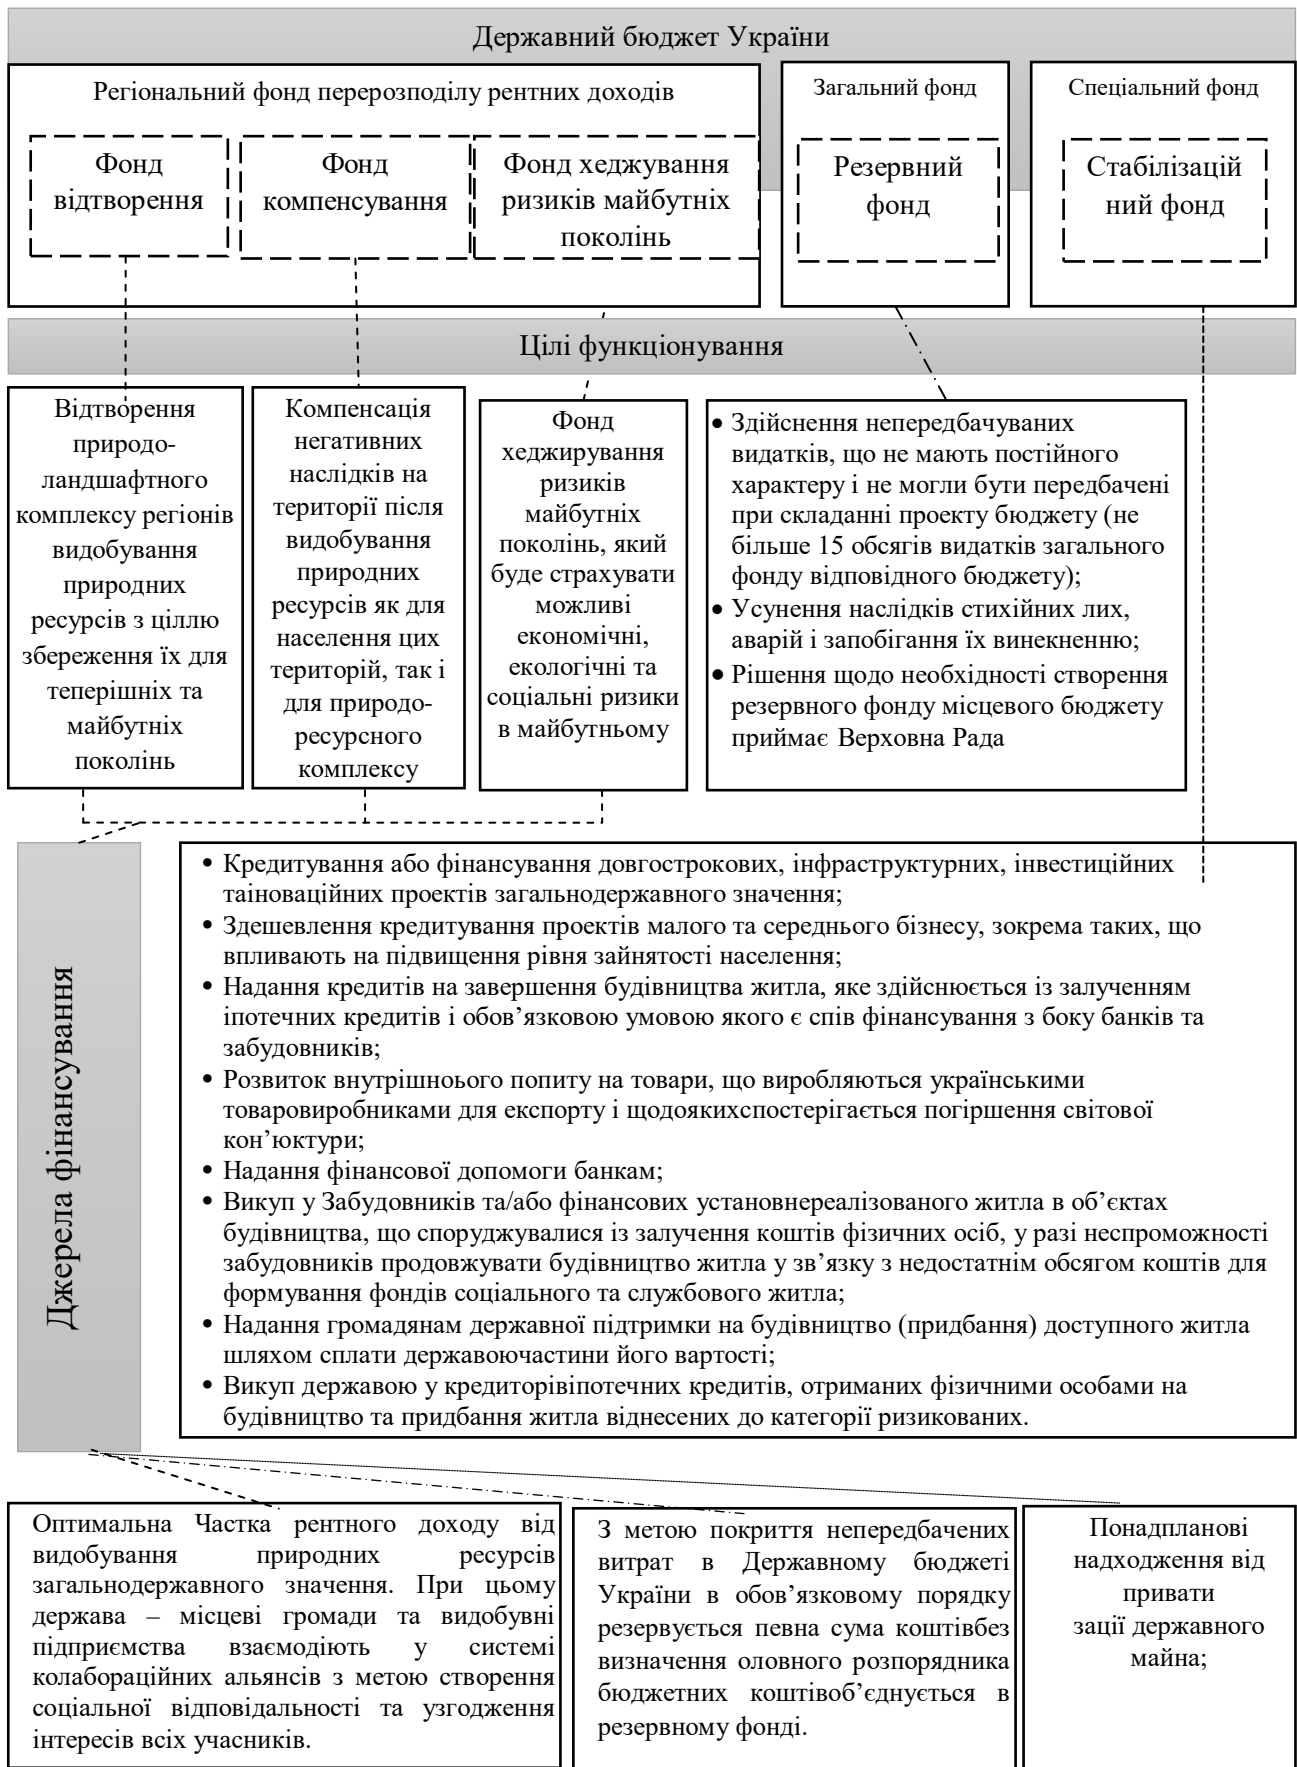 Державний бюджет України
Регіональний фонд перерозподілу рентних доходів
Фонд
відтворення
Фонд
компенсування
Фонд хеджування
ризиків майбутніх
поколінь
Загальний фонд
Резервний
фонд
Спеціальний фонд
Стабілізацій
ний фонд
Цілі функціонування
Відтворення
природо-
ландшафтного
комплексу регіонів
видобування
природних
ресурсів з ціллю
збереження їх для
теперішніх та
майбутніх
поколінь
Компенсація
негативних
наслідків на
території після
видобування
природних
ресурсів як для
населення цих
територій, так і
для природо-
ресурсного
комплексу
Фонд
хеджирування
ризиків
майбутніх
поколінь, який
буде страхувати
можливі
економічні,
екологічні та
соціальні ризики
в майбутньому
• Здійснення непередбачуваних
видатків, що не мають постійного
характеру і не могли бути передбачені
при складанні проекту бюджету (не
більше 15 обсягів видатків загального
фонду відповідного бюджету);
• Усунення наслідків стихійних лих,
аварій і запобігання їх винекненню;
• Рішення щодо необхідності створення
резервного фонду місцевого бюджету
приймає Верховна Рада
Джерела фінансування
• Кредитування або фінансування довгострокових, інфраструктурних, інвестиційних
таіноваційних проектів загальнодержавного значення;
• Здешевлення кредитування проектів малого та середнього бізнесу, зокрема таких, що
впливають на підвищення рівня зайнятості населення;
• Надання кредитів на завершення будівництва житла, яке здійснюється із залученням
іпотечних кредитів і обов’язковою умовою якого є спів фінансування з боку банків та
забудовників;
• Розвиток внутрішноього попиту на товари, що виробляються українськими
товаровиробниками для експорту і щодоякихспостерігається погіршення світової
кон’юктури;
• Надання фінансової допомоги банкам;
• Викуп у Забудовників та/або фінансових установнереалізованого житла в об’єктах
будівництва, що споруджувалися із залучення коштів фізичних осіб, у разі неспроможності
забудовників продовжувати будівництво житла у зв’язку з недостатнім обсягом коштів для
формування фондів соціального та службового житла;
• Надання громадянам державної підтримки на будівництво (придбання) доступного житла
шляхом сплати державоючастини його вартості;
• Викуп державою у кредиторівіпотечних кредитів, отриманих фізичними особами на
будівництво та придбання житла віднесених до категорії ризикованих.
Оптимальна Частка рентного доходу від
видобування природних ресурсів
загальнодержавного значення. При цьому
держава – місцеві громади та видобувні
підприємства взаємодіють у системі
колабораційних альянсів з метою створення
соціальної відповідальності та узгодження
інтересів всіх учасників.
З метою покриття непередбачених
витрат в Державному бюджеті
України в обов’язковому порядку
резервується певна сума коштівбез
визначення оловного розпорядника
бюджетних коштівоб’єднується в
резервному фонді.
Понадпланові
надходження від
привати
зації державного
майна;